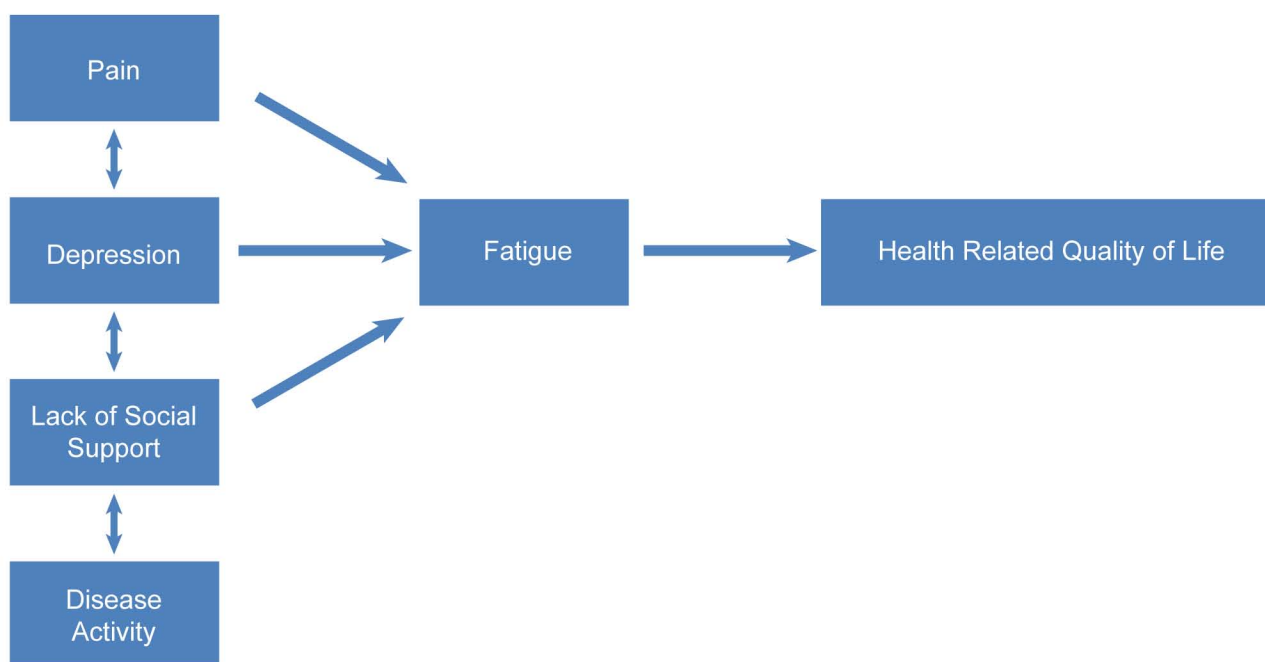 Pain
Depression
Fatigue
Health Related Quality of Life
Lack of Social
Support
Disease
Activity